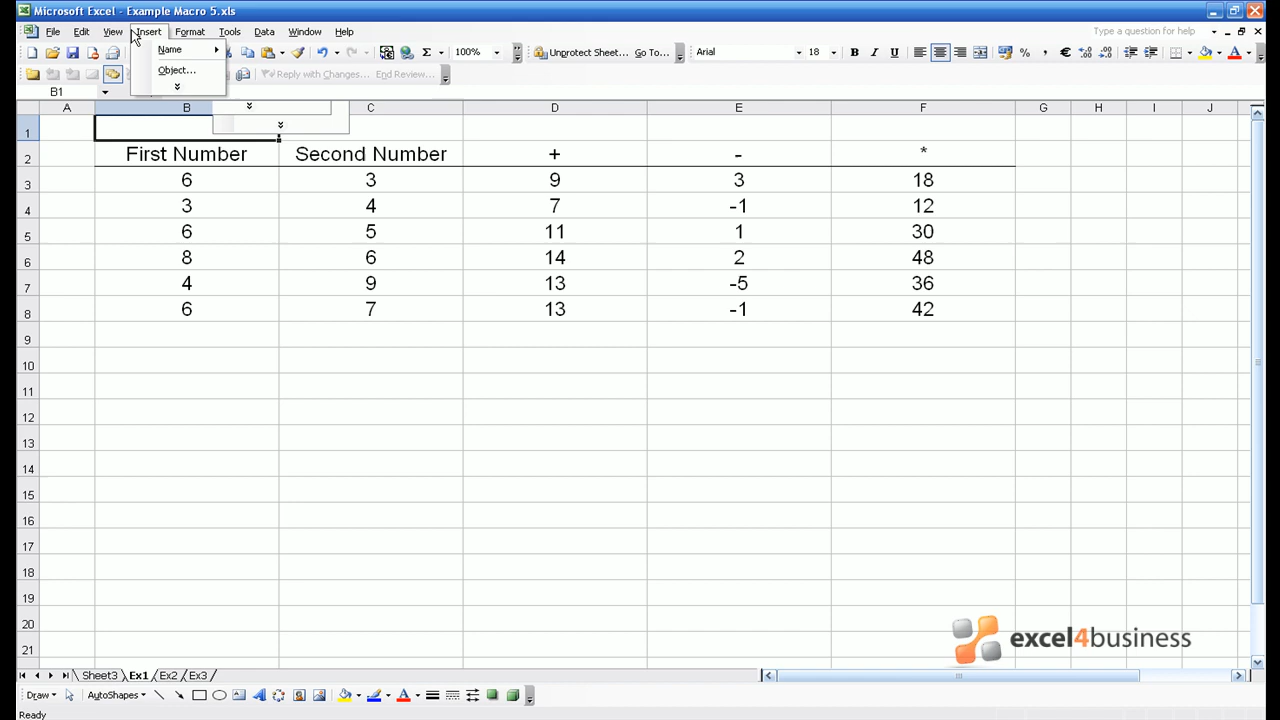 Microsoft Excel - Example Macro 5.xls
File Edit View Insert Format Tools Data Window Help
Type a question for help
Name
Object...
100%
Unprotect Sheet... Go To...
Arial
18
B I U
Reply with Changes... End Review...
B1
A B C D E F G H I J
1
2 First Number Second Number + - *
3 6 3 9 3 18
4 3 4 7 -1 12
5 6 5 11 1 30
6 8 6 14 2 48
7 4 9 13 -5 36
8 6 7 13 -1 42
9
10
11
12
13
14
15
16
17
18
19
20
21
excel4business
Sheet3 Ex1 Ex2 Ex3
Draw AutoShapes
Ready